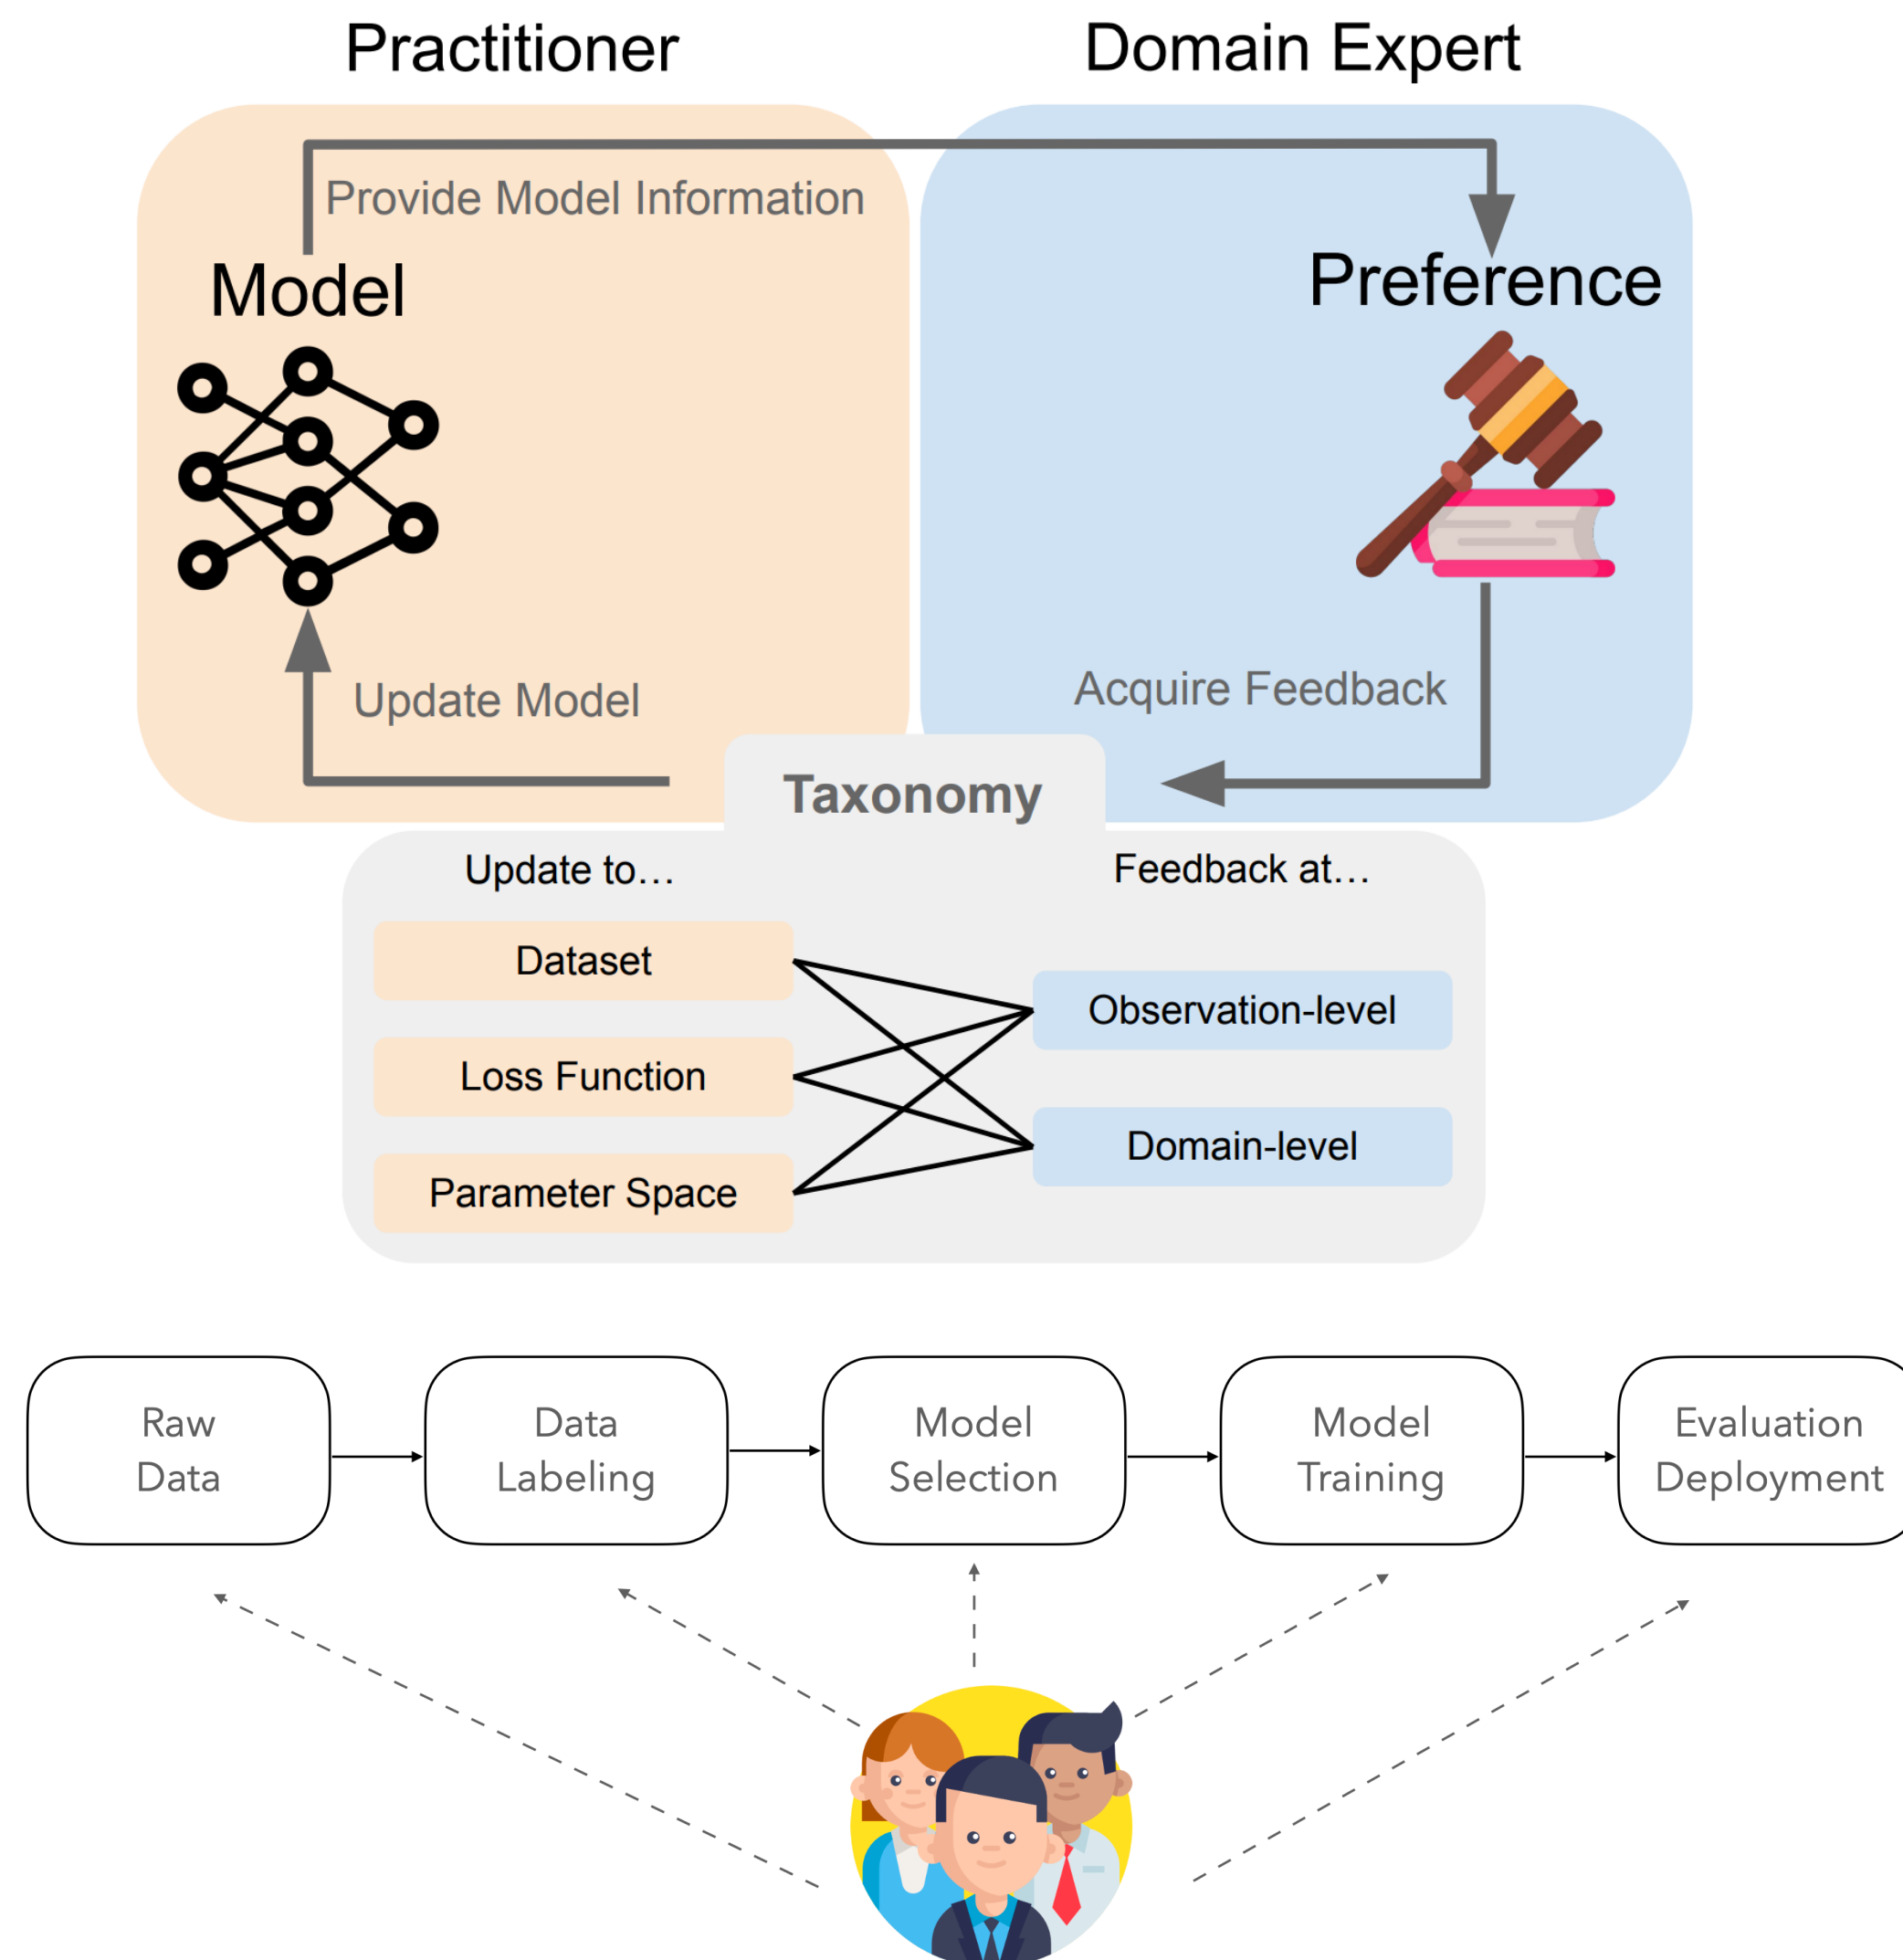 Practitioner
Domain Expert
Provide Model Information
Model
Preference
Update Model
Acquire Feedback
Taxonomy
Update to…
Feedback at…
Dataset
Observation-level
Loss Function
Domain-level
Parameter Space
Raw
Data
Data
Labeling
Model
Selection
Model
Training
Evaluation
Deployment